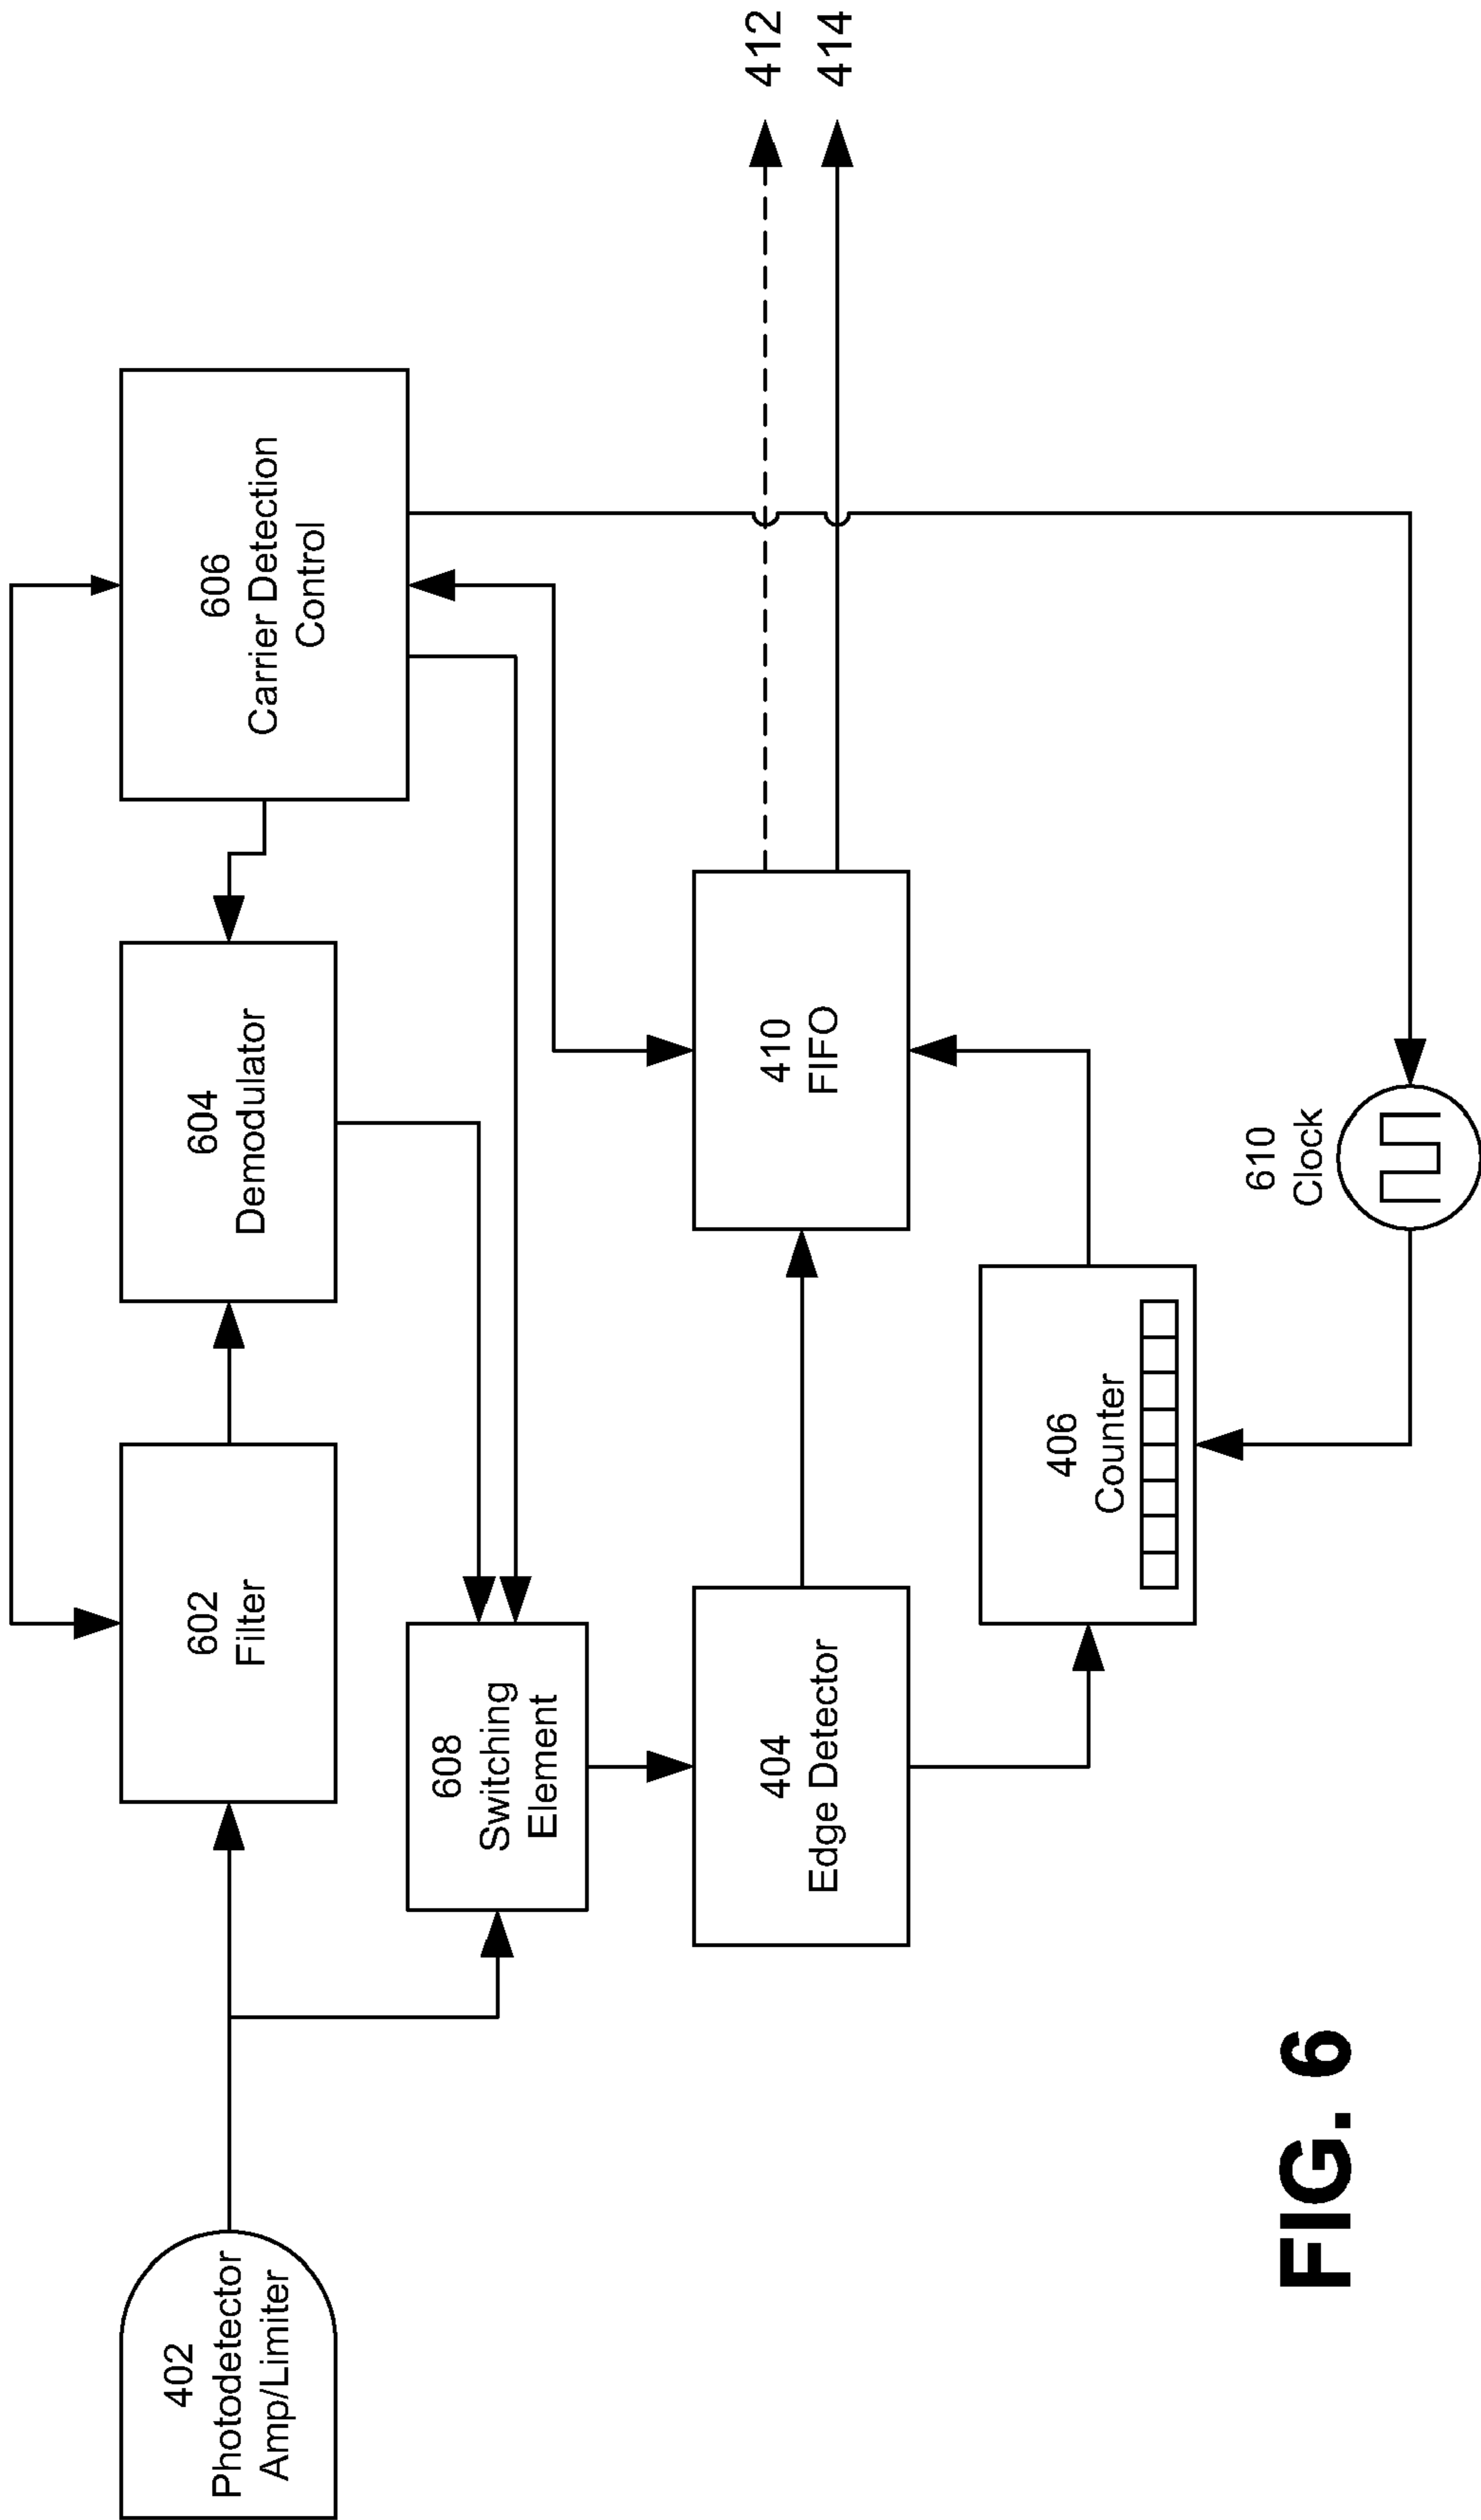 402
Photodetector
Amp/Limiter
602
Filter
604
Demodulator
606
Carrier Detection
Control
608
Switching
Element
404
Edge Detector
410
FIFO
412
414
406
Counter
610
Clock
FIG. 6